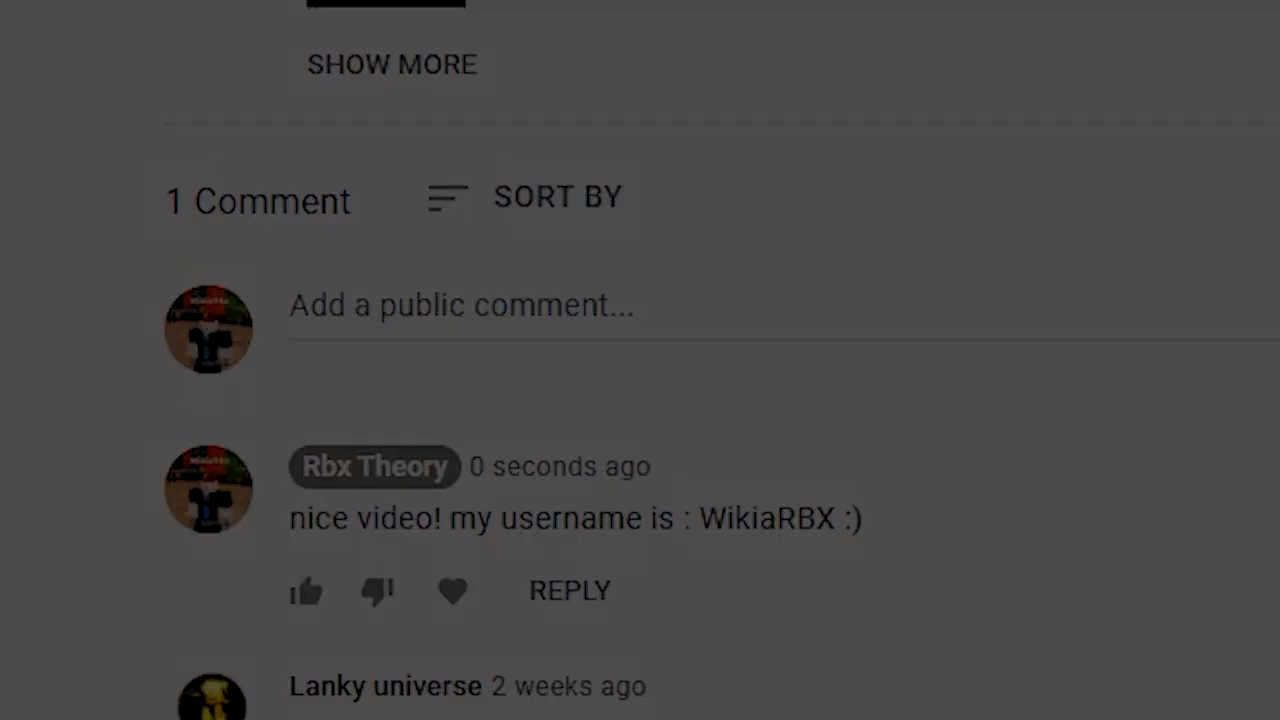 SHOW MORE
1 Comment
SORT BY
Add a public comment...
Rbx Theory 0 seconds ago
nice video! my username is : WikiaRBX :)
REPLY
Lanky universe 2 weeks ago